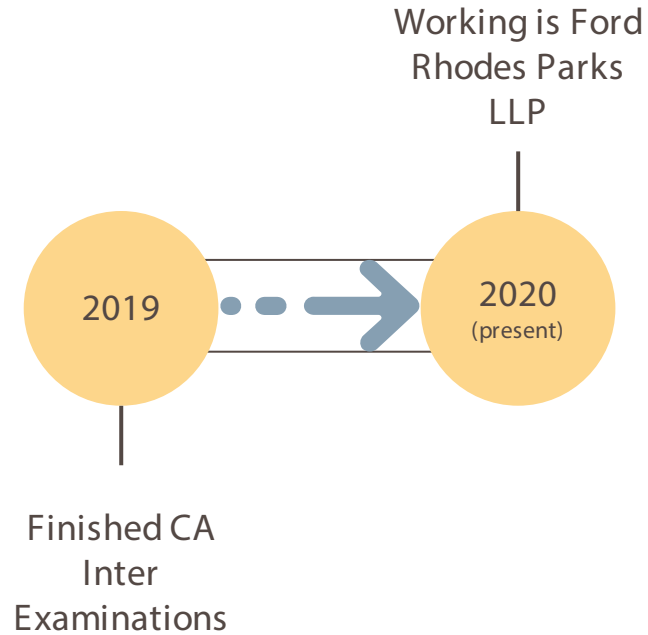 Working is Ford
Rhodes Parks
LLP
2019
2020
(present)
Finished CA
Inter
Examinations